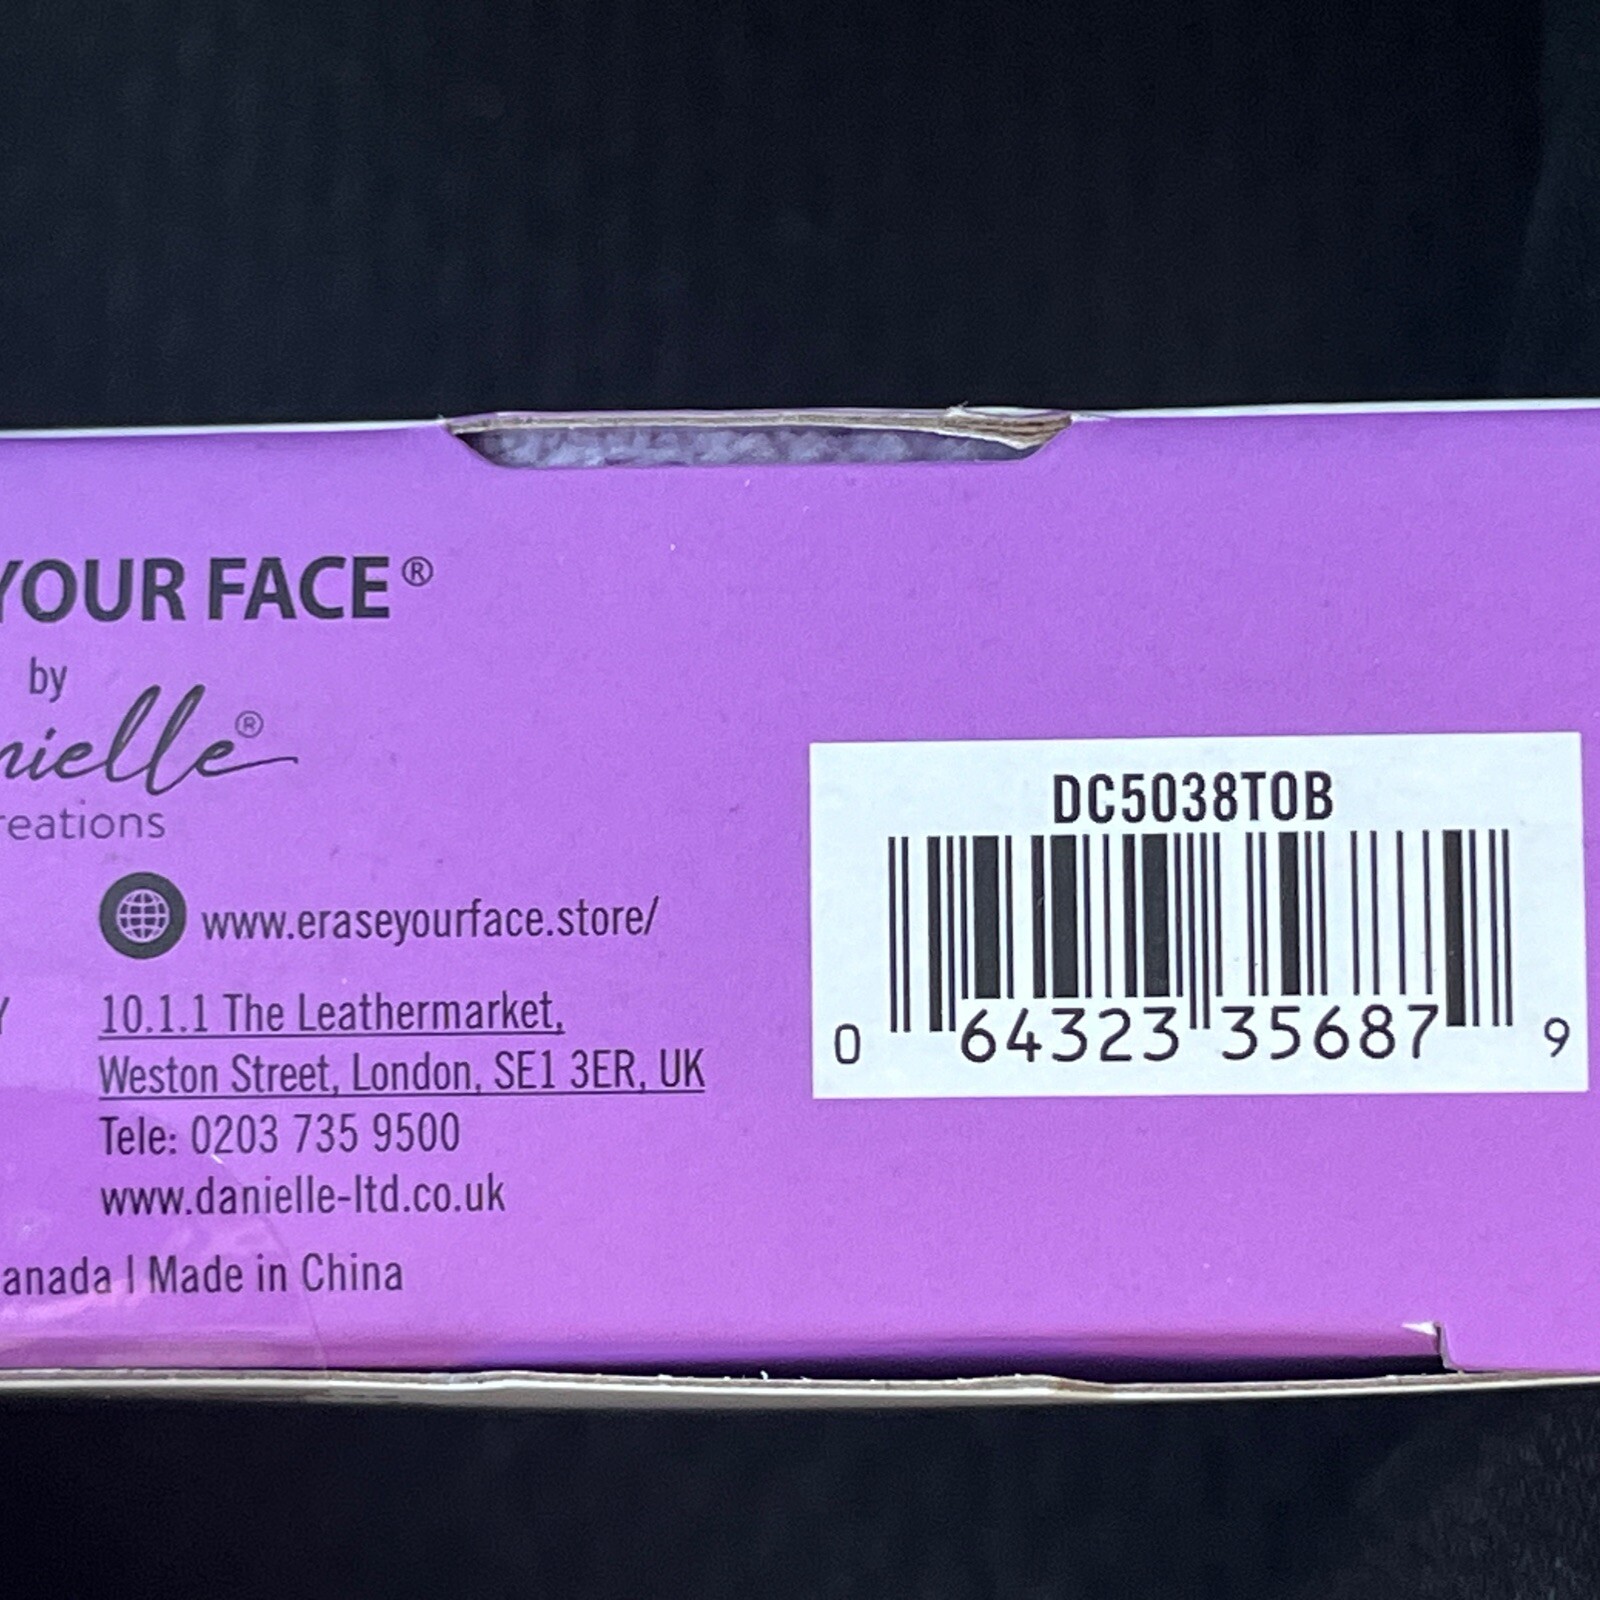 YOUR FACE®
by
nielle®
reations
www.eraseyourface.store/
10.1.1 The Leathermarket,
Weston Street, London, SE1 3ER, UK
Tele: 0203 735 9500
www.danielle-ltd.co.uk
anada | Made in China
DC5038TOB
0 64323 35687 9